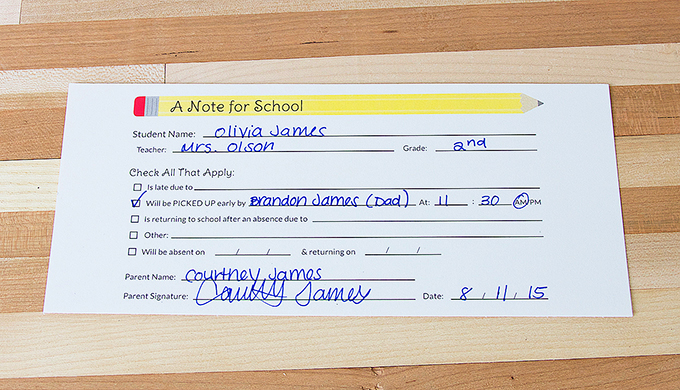 A Note for School
Student Name: Olivia James
Teacher: Mrs. Olson Grade: 2nd
Check All That Apply:
Is late due to
Will be PICKED UP early by Brandon James (Dad) At: 11 : 30 AM/PM
is returning to school after an absence due to
Other:
Will be absent on / / & returning on / /
Parent Name: Courtney James
Parent Signature: Courtney James Date: 8 / 11 / 15